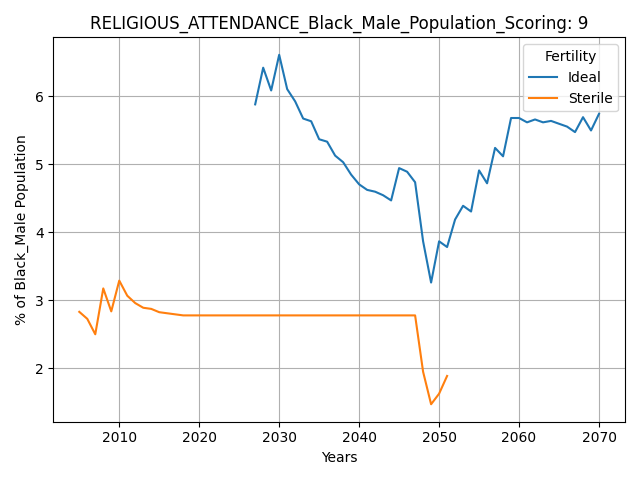 RELIGIOUS_ATTENDANCE_Black_Male_Population_Scoring: 9
Fertility
Ideal
Sterile
% of Black_Male Population
6
5
4
3
2
2010 2020 2030 2040 2050 2060 2070
Years